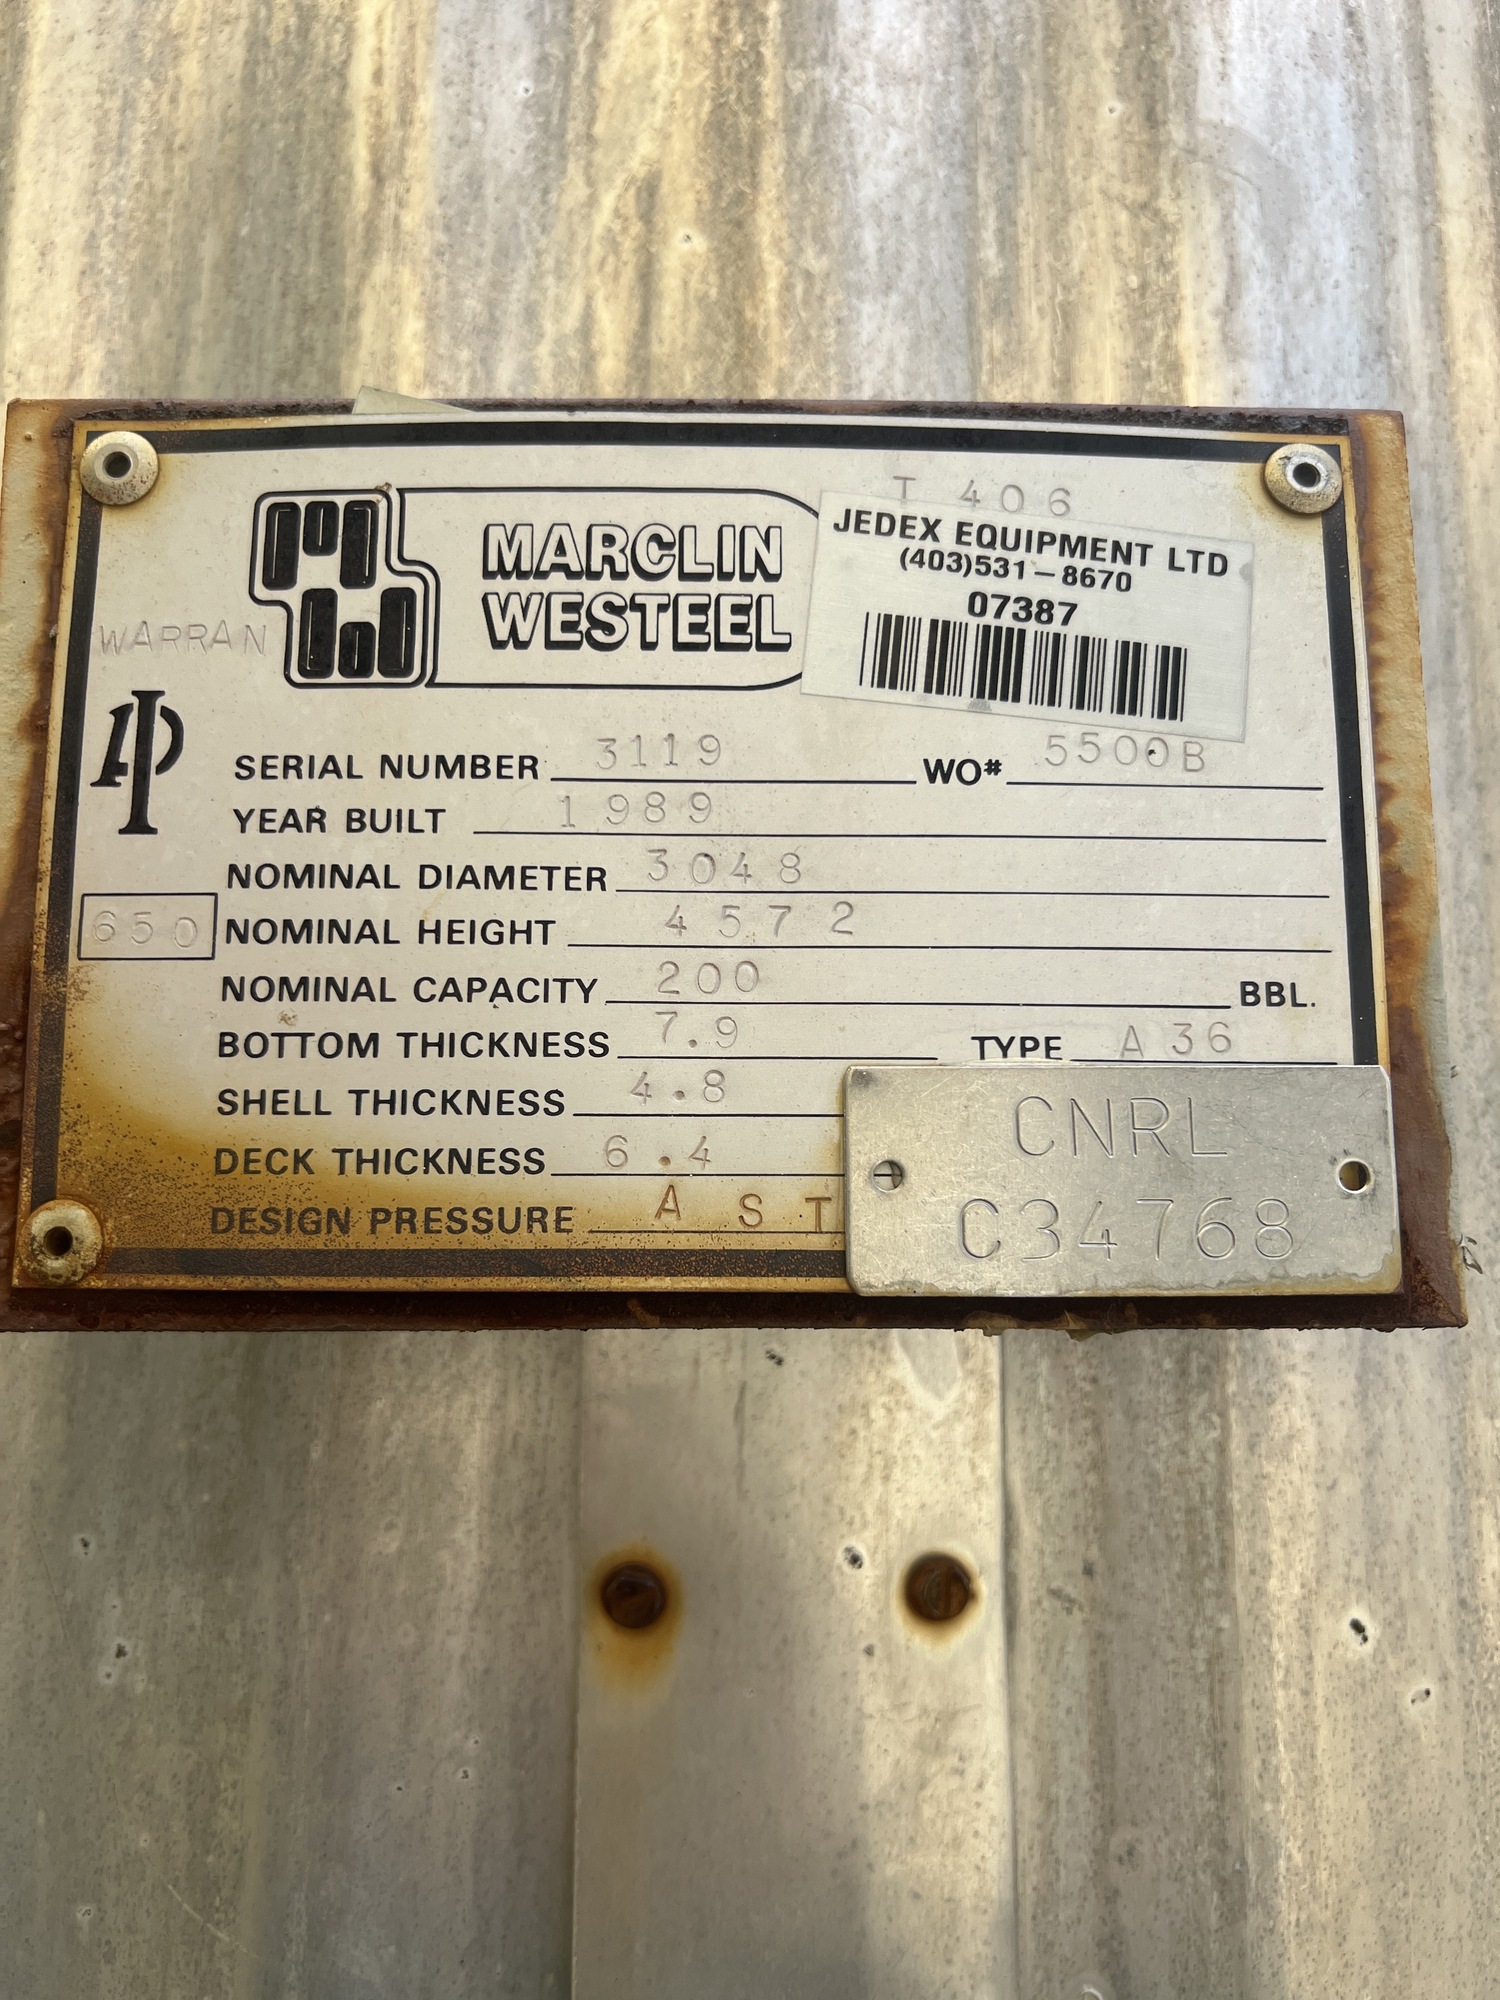 T 406
MARCLIN
WESTEEL
JEDEX EQUIPMENT LTD
(403)531-8670
07387
WARRAN
API
SERIAL NUMBER 3119 WO# 5500B
YEAR BUILT 1989
NOMINAL DIAMETER 3048
650 NOMINAL HEIGHT 4572
NOMINAL CAPACITY 200 BBL.
BOTTOM THICKNESS 7.9 TYPE A36
SHELL THICKNESS 4.8
DECK THICKNESS 6.4
DESIGN PRESSURE A S T
CNRL
C34768